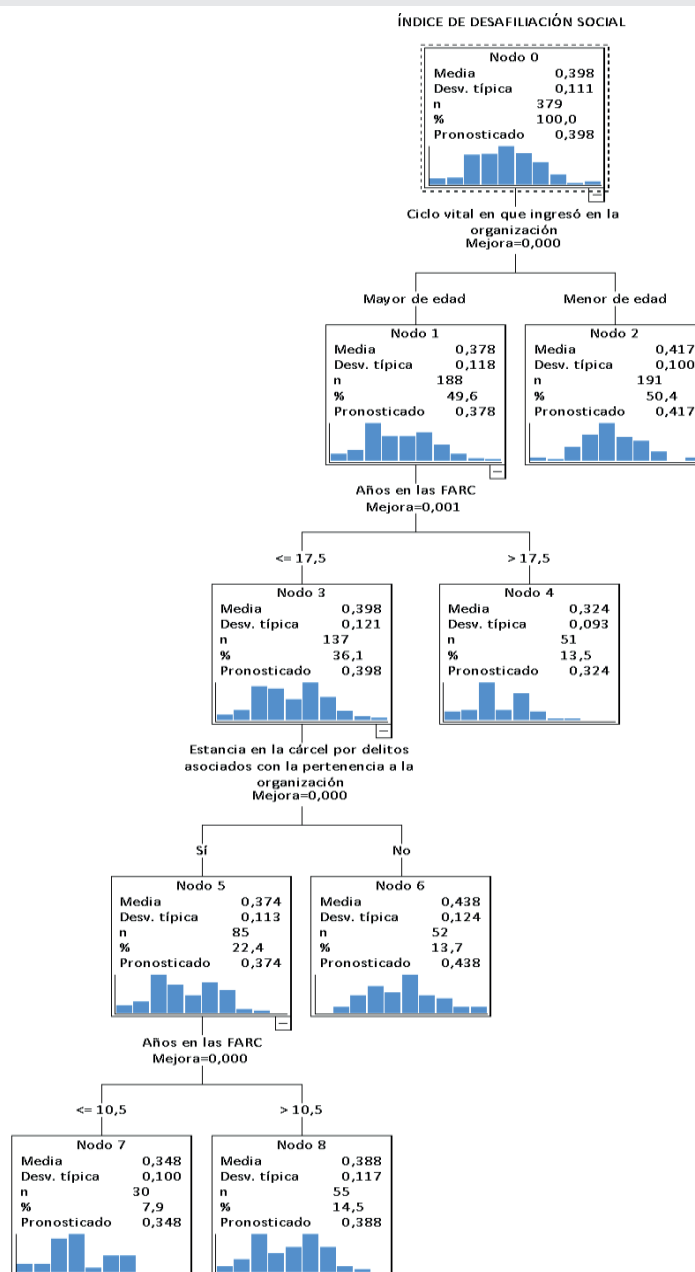 ÍNDICE DE DESAFILIACIÓN SOCIAL
Nodo 0
Media 0,398
Desv. típica 0,111
n 379
% 100,0
Pronosticado 0,398
Ciclo vital en que ingresó en la
organización
Mejora=0,000
Mayor de edad
Menor de edad
Nodo 1
Media 0,378
Desv. típica 0,118
n 188
% 49,6
Pronosticado 0,378
Nodo 2
Media 0,417
Desv. típica 0,100
n 191
% 50,4
Pronosticado 0,417
Años en las FARC
Mejora=0,001
<= 17,5
> 17,5
Nodo 3
Media 0,398
Desv. típica 0,121
n 137
% 36,1
Pronosticado 0,398
Nodo 4
Media 0,324
Desv. típica 0,093
n 51
% 13,5
Pronosticado 0,324
Estancia en la cárcel por delitos
asociados con la pertenencia a la
organización
Mejora=0,000
Sí
No
Nodo 5
Media 0,374
Desv. típica 0,113
n 85
% 22,4
Pronosticado 0,374
Nodo 6
Media 0,438
Desv. típica 0,124
n 52
% 13,7
Pronosticado 0,438
Años en las FARC
Mejora=0,000
<= 10,5
> 10,5
Nodo 7
Media 0,348
Desv. típica 0,100
n 30
% 7,9
Pronosticado 0,348
Nodo 8
Media 0,388
Desv. típica 0,117
n 55
% 14,5
Pronosticado 0,388